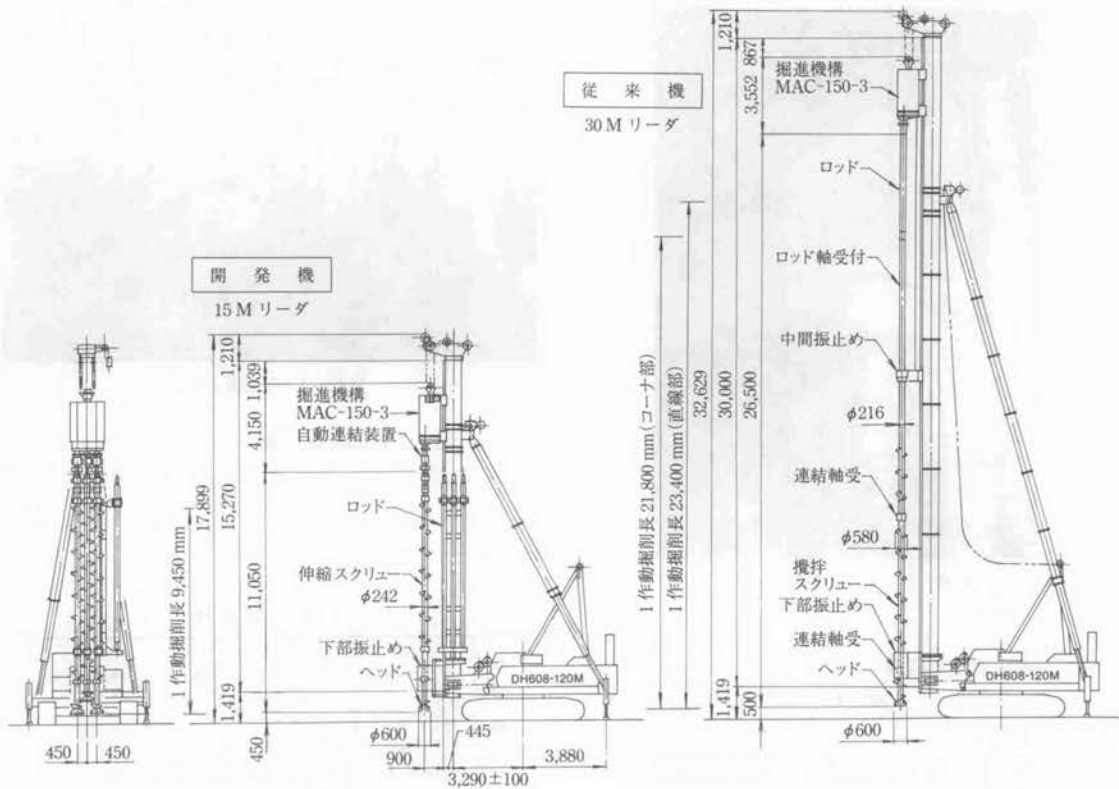 開発機
15Mリーダ
1,210
1,039
4,150
11,050
17,899
15,270
1,419
450
掘進機構
MAC-150-3
自動連結装置
ロッド
伸縮スクリュー
φ242
下部振止め
ヘッド
1作動掘削長 9,450 mm
450
450
DH608-120M
φ600
445
900
3,880
3,290±100
従来機
30Mリーダ
1,210
867
3,552
掘進機構
MAC-150-3
ロッド
ロッド軸受付
中間振止め
φ216
連結軸受
φ580
攪拌
スクリュー
下部振止め
連結軸受
ヘッド
1作動掘削長 21,800 mm(コーナ部)
1作動掘削長 23,400 mm(直線部)
32,629
30,000
26,500
1,419
500
DH608-120M
φ600